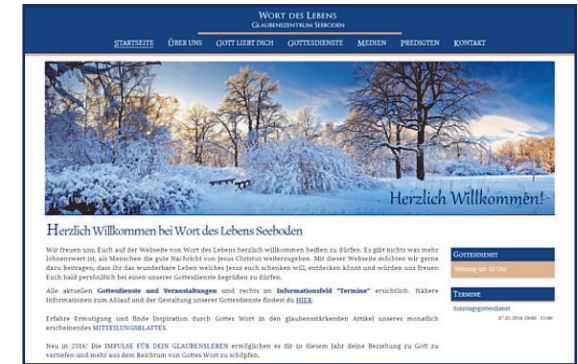 Wort des Lebens
Glaubenszentrum Seeboden
Startseite Über uns Gott liebt dich Gottesdienste Medien Predigten Kontakt
Herzlich Willkommen!
Herzlich Willkommen bei Wort des Lebens Seeboden
Wir freuen uns, Euch auf der Webseite von Wort des Lebens herzlich willkommen heißen zu dürfen. Es gibt nichts was mehr
lohnenswert ist, als Menschen die gute Nachricht von Jesus Christus weiterzugeben. Mit dieser Webseite möchten wir gerne
dazu beitragen, dass ihr das wunderbare Leben welches Jesus euch schenken will, entdecken könnt und würden uns freuen
Euch bald persönlich bei einen unserer Gottesdienste begrüßen zu dürfen.
Alle aktuellen Gottesdienste und Veranstaltungen sind rechts im Informationsfeld "Termine" ersichtlich. Nähere
Informationen zum Ablauf und der Gestaltung unserer Gottesdienste findest du HIER.
Erfahre Ermutigung und finde Inspiration durch Gottes Wort in den glaubensstärkenden Artikel unseres monatlich
erscheinendes MITTEILUNGSBLATTES.
Neu in 2016! Die IMPULSE FÜR DEIN GLAUBENSLEBEN ermöglichen es dir in diesem Jahr deine Beziehung zu Gott zu
vertiefen und mehr aus dem Reichtum von Gottes Wort zu schöpfen.
Gottesdienst
Sonntag um 10 Uhr
Termine
Sonntagsgottesdienst